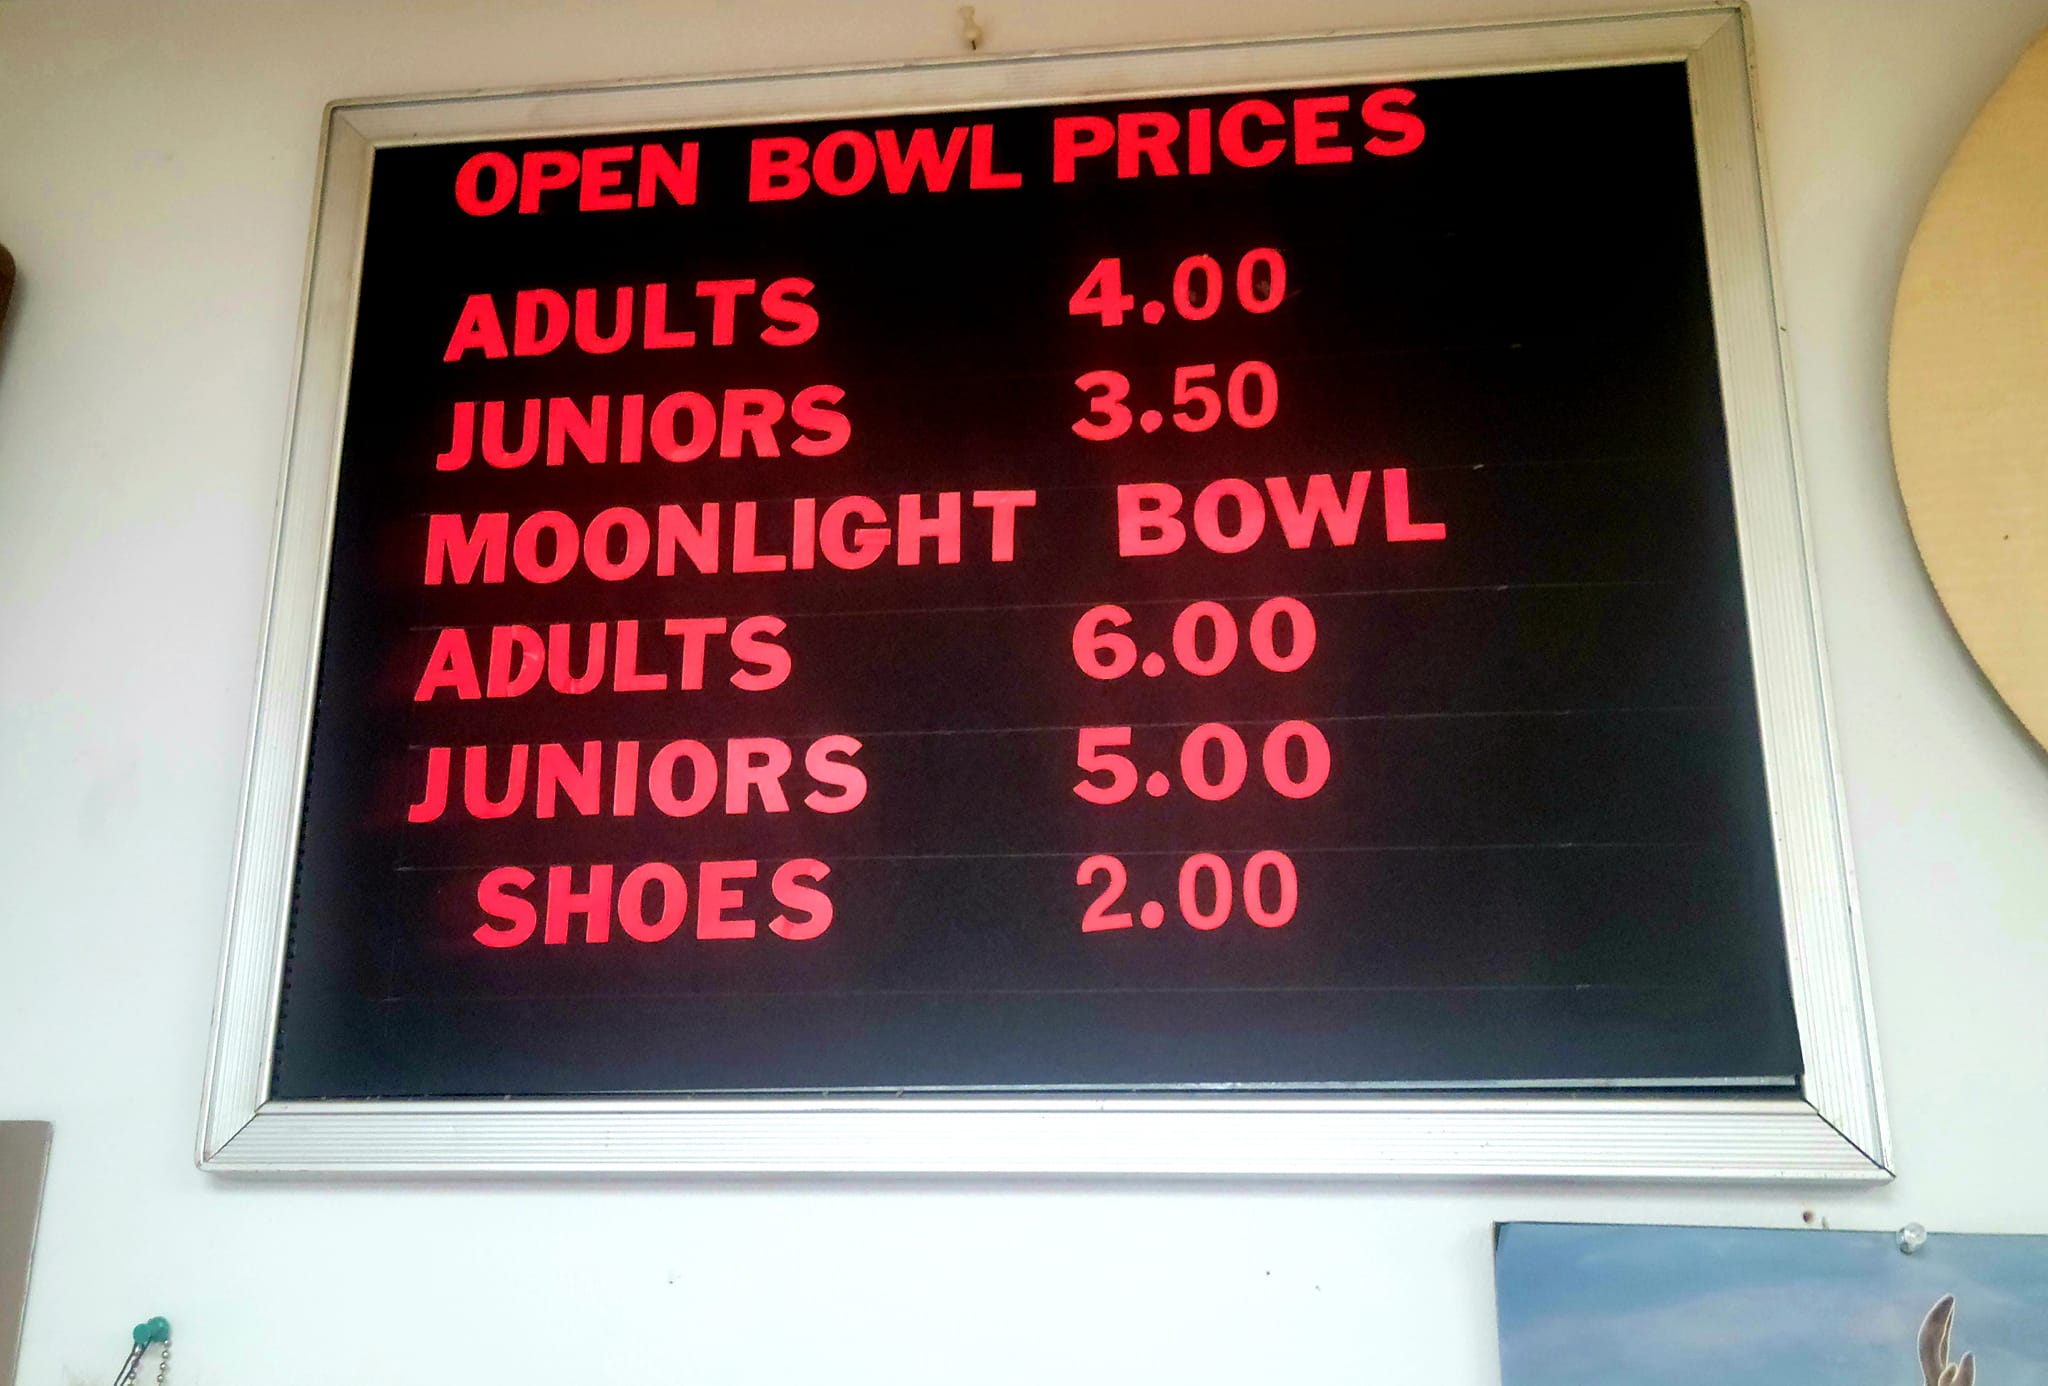 OPEN BOWL PRICES
ADULTS 4.00
JUNIORS 3.50
MOONLIGHT BOWL
ADULTS 6.00
JUNIORS 5.00
SHOES 2.00